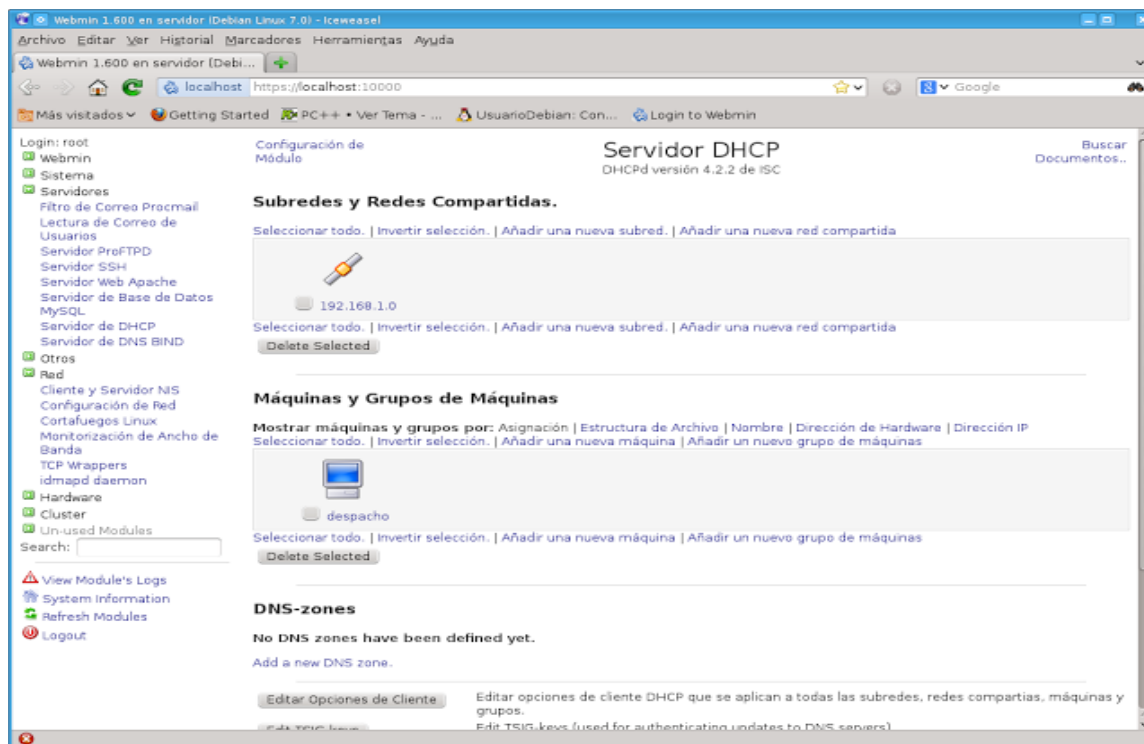 Webmin 1.600 en servidor (Debian Linux 7.0) - Iceweasel
Archivo Editar Ver Historial Marcadores Herramientas Ayuda
Webmin 1.600 en servidor (Debi...
localhost https://localhost:10000
Google
Más visitados Getting Started PC++ • Ver Tema - ... UsuarioDebian: Con... Login to Webmin
Login: root
Webmin
Sistema
Servidores
Filtro de Correo Procmail
Lectura de Correo de
Usuarios
Servidor ProFTPD
Servidor SSH
Servidor Web Apache
Servidor de Base de Datos
MySQL
Servidor de DHCP
Servidor de DNS BIND
Otros
Red
Cliente y Servidor NIS
Configuración de Red
Cortafuegos Linux
Monitorización de Ancho de
Banda
TCP Wrappers
idmapd daemon
Hardware
Cluster
Un-used Modules
Search:
View Module's Logs
System Information
Refresh Modules
Logout
Configuración de
Módulo
Servidor DHCP
DHCPd versión 4.2.2 de ISC
Buscar
Documentos..
Subredes y Redes Compartidas.
Seleccionar todo. | Invertir selección. | Añadir una nueva subred. | Añadir una nueva red compartida
192.168.1.0
Seleccionar todo. | Invertir selección. | Añadir una nueva subred. | Añadir una nueva red compartida
Delete Selected
Máquinas y Grupos de Máquinas
Mostrar máquinas y grupos por: Asignación | Estructura de Archivo | Nombre | Dirección de Hardware | Dirección IP
Seleccionar todo. | Invertir selección. | Añadir una nueva máquina | Añadir un nuevo grupo de máquinas
despacho
Seleccionar todo. | Invertir selección. | Añadir una nueva máquina | Añadir un nuevo grupo de máquinas
Delete Selected
DNS-zones
No DNS zones have been defined yet.
Add a new DNS zone.
Editar Opciones de Cliente
Editar opciones de cliente DHCP que se aplican a todas las subredes, redes compartias, máquinas y
grupos.
Edit TSIG-keys
Edit TSIG-keys (used for authenticating updates to DNS servers)